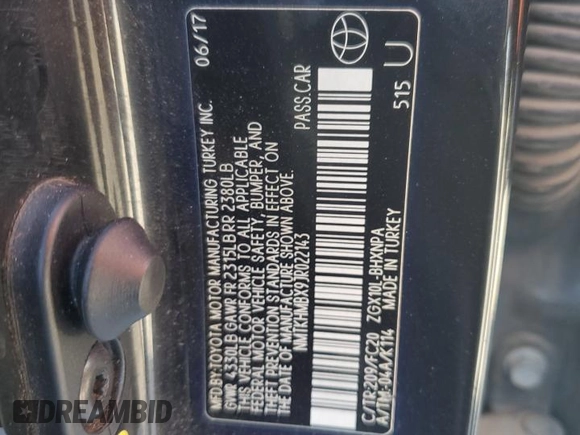 MFD.BY:TOYOTA MOTOR MANUFACTURING TURKEY INC. 06/17
GVWR 4330LB GAWR FR 2315LB RR 2380LB
THIS VEHICLE CONFORMS TO ALL APPLICABLE
FEDERAL MOTOR VEHICLE SAFETY, BUMPER, AND
THEFT PREVENTION STANDARDS IN EFFECT ON
THE DATE OF MANUFACTURE SHOWN ABOVE.
NMTKHMBX9JR022143 PASS.CAR
C/TR:209/FC20 ZGX10L-BHXNPA
A/TM:-04A/K114 MADE IN TURKEY 515 U
DREAMBID